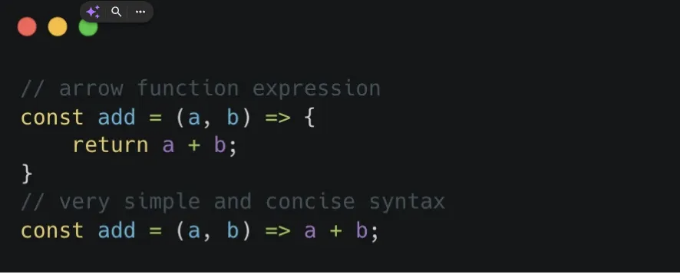 // arrow function expression
const add = (a, b) => {
    return a + b;
}
// very simple and concise syntax
const add = (a, b) => a + b;